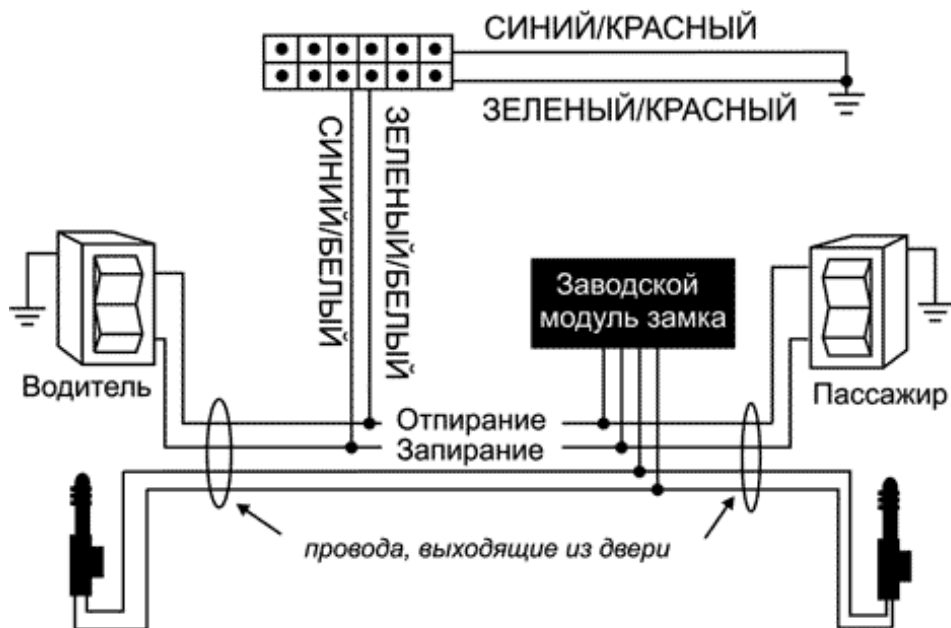 СИНИЙ/КРАСНЫЙ
ЗЕЛЕНЫЙ/КРАСНЫЙ
СИНИЙ/БЕЛЫЙ
ЗЕЛЕНЫЙ/БЕЛЫЙ
Заводской
модуль замка
Водитель
Пассажир
Отпирание
Запирание
провода, выходящие из двери